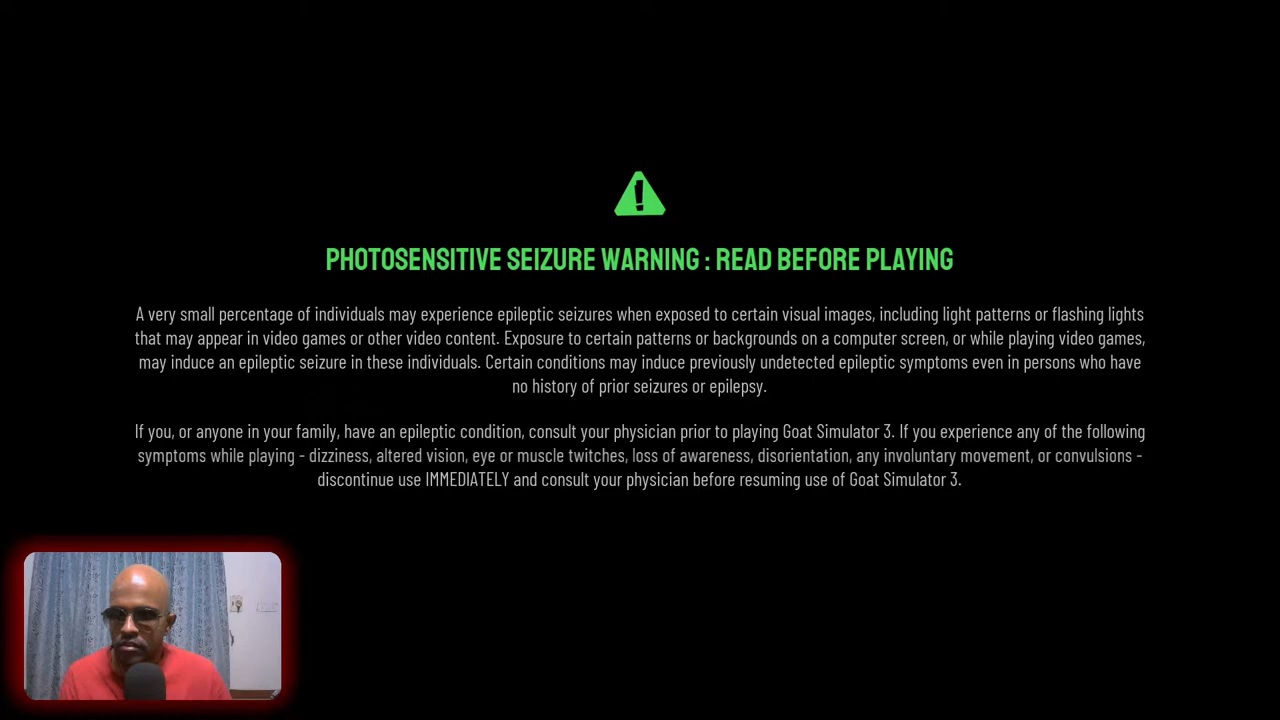 PHOTOSENSITIVE SEIZURE WARNING : READ BEFORE PLAYING
A very small percentage of individuals may experience epileptic seizures when exposed to certain visual images, including light patterns or flashing lights
that may appear in video games or other video content. Exposure to certain patterns or backgrounds on a computer screen, or while playing video games,
may induce an epileptic seizure in these individuals. Certain conditions may induce previously undetected epileptic symptoms even in persons who have
no history of prior seizures or epilepsy.
If you, or anyone in your family, have an epileptic condition, consult your physician prior to playing Goat Simulator 3. If you experience any of the following
symptoms while playing - dizziness, altered vision, eye or muscle twitches, loss of awareness, disorientation, any involuntary movement, or convulsions -
discontinue use IMMEDIATELY and consult your physician before resuming use of Goat Simulator 3.